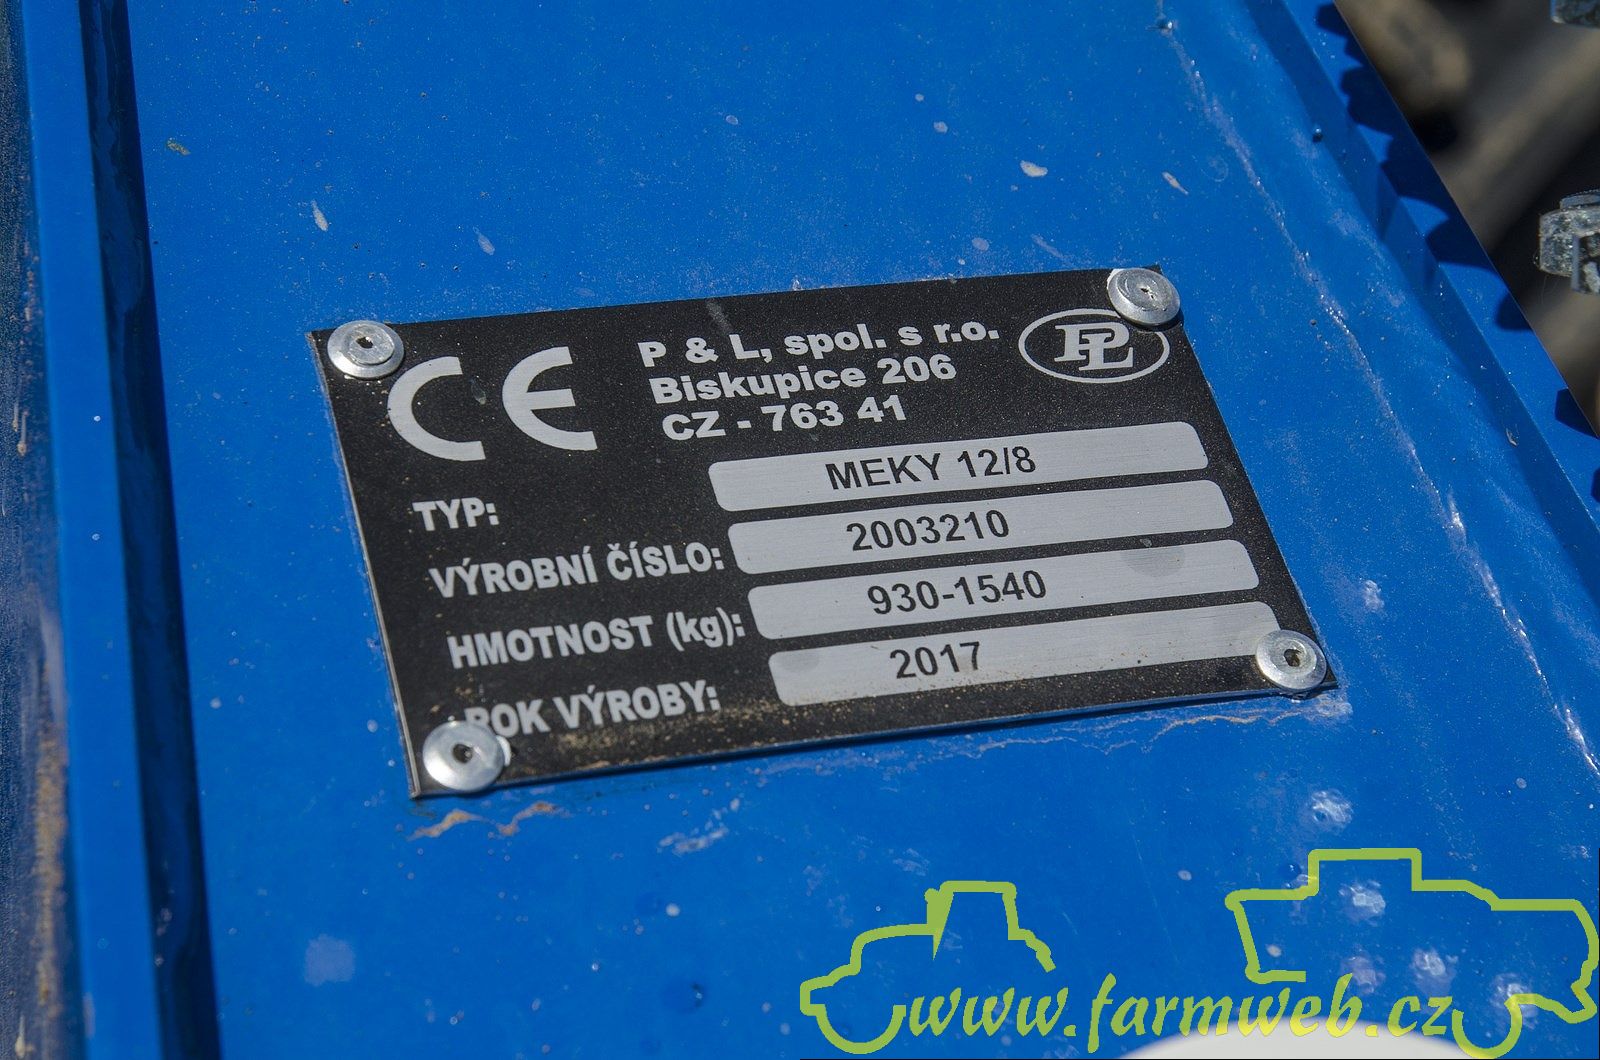 CE
P & L, spol. s r.o.
Biskupice 206
CZ - 763 41
PL
TYP: MEKY 12/8
VÝROBNÍ ČÍSLO: 2003210
HMOTNOST (kg): 930-1540
ROK VÝROBY: 2017
www.farmweb.cz